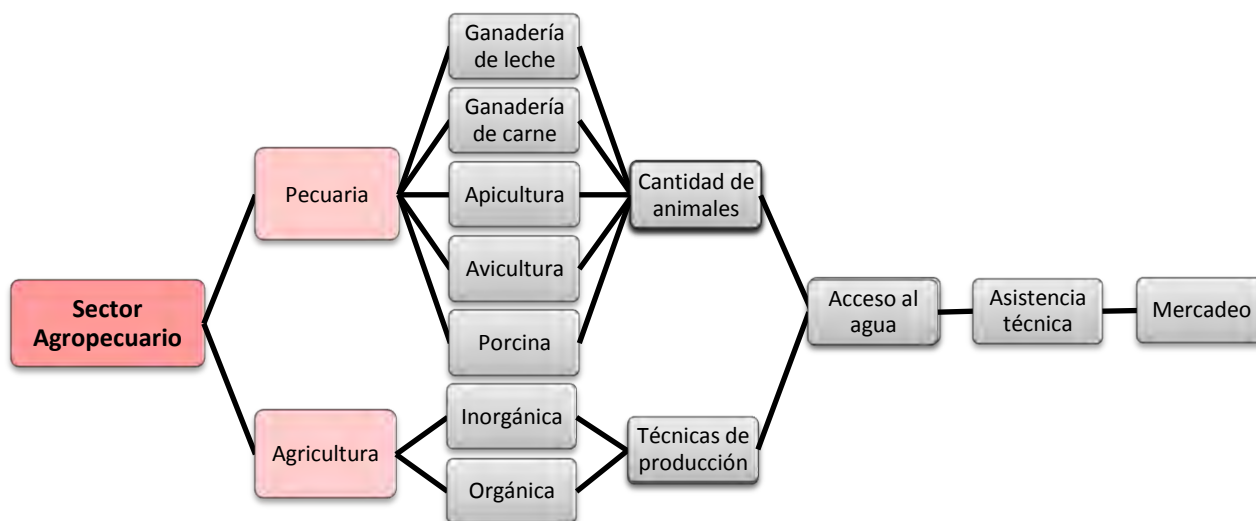 Ganadería
de leche
Ganadería
de carne
Pecuaria
Apicultura
Cantidad de
animales
Avicultura
Sector
Agropecuario
Porcina
Acceso al
agua
Asistencia
técnica
Mercadeo
Inorgánica
Agricultura
Técnicas de
producción
Orgánica